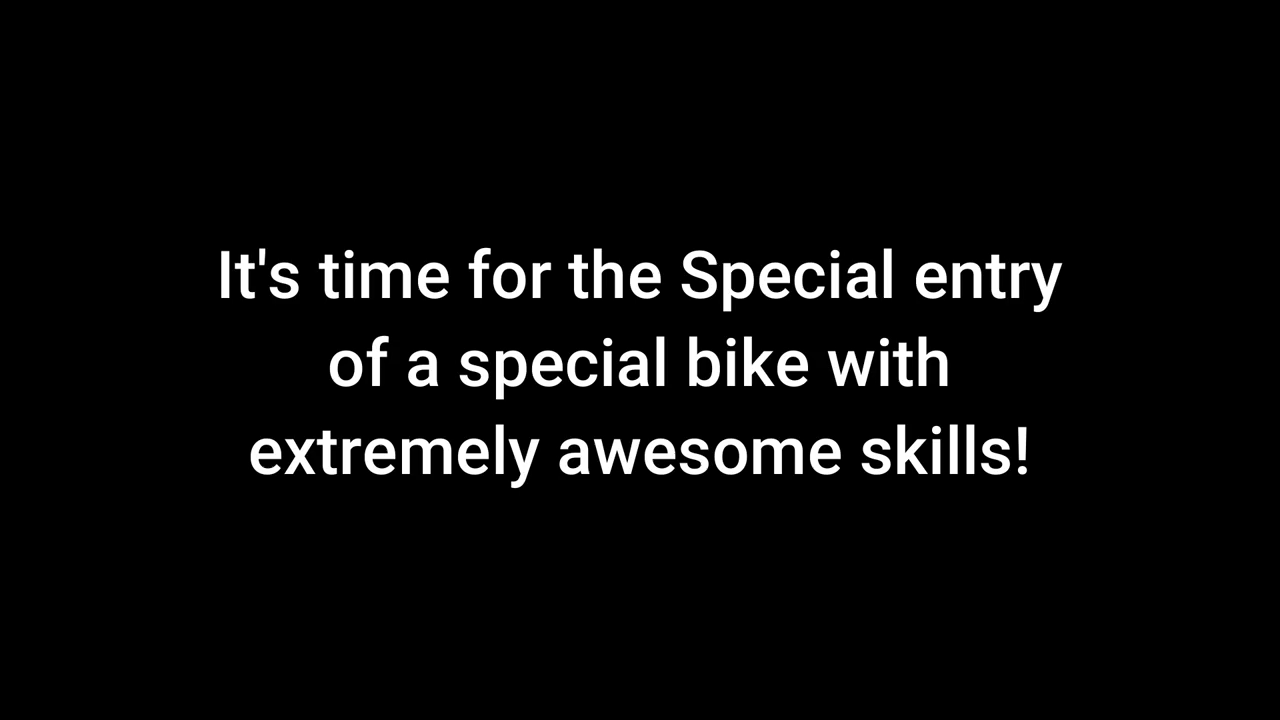 It's time for the Special entry
of a special bike with
extremely awesome skills!